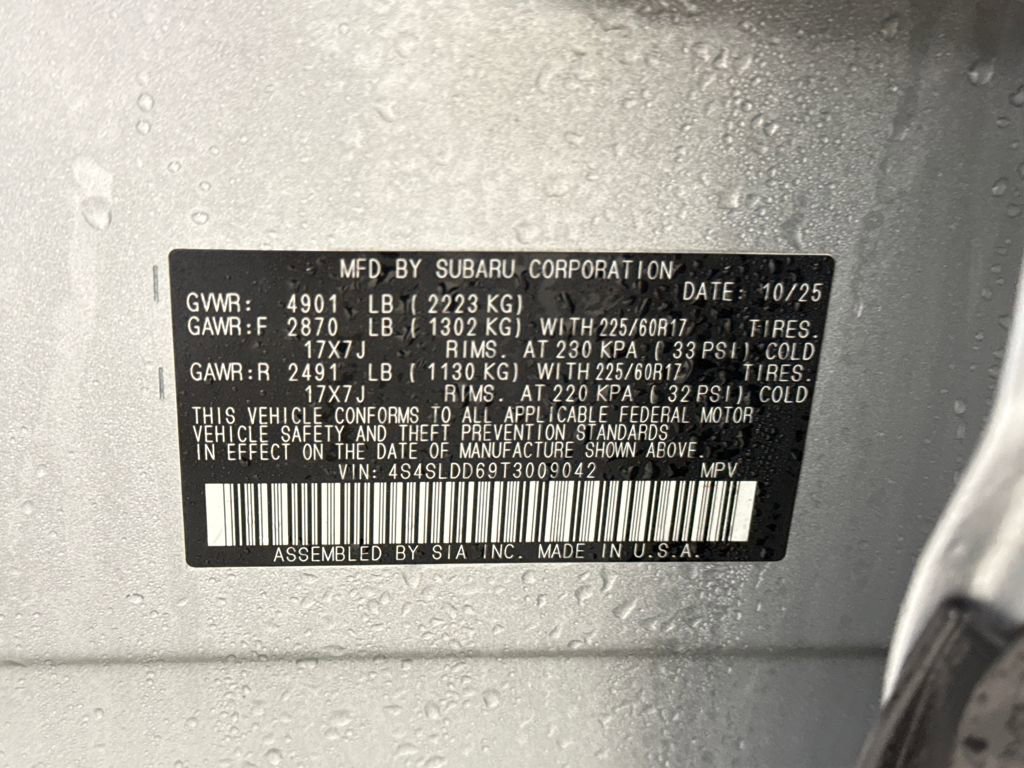 MFD. BY SUBARU CORPORATION
DATE: 10/25
GVWR: 4901 LB ( 2223 KG)
GAWR:F 2870 LB ( 1302 KG) WITH 225/60R17 TIRES.
17X7J RIMS. AT 230 KPA ( 33 PSI) COLD
GAWR:R 2491 LB ( 1130 KG) WITH 225/60R17 TIRES.
17X7J RIMS. AT 220 KPA ( 32 PSI) COLD
THIS VEHICLE CONFORMS TO ALL APPLICABLE FEDERAL MOTOR
VEHICLE SAFETY AND THEFT PREVENTION STANDARDS
IN EFFECT ON THE DATE OF MANUFACTURE SHOWN ABOVE.
VIN: 4S4SLDD69T3009042 MPV
ASSEMBLED BY SIA INC. MADE IN U.S.A.